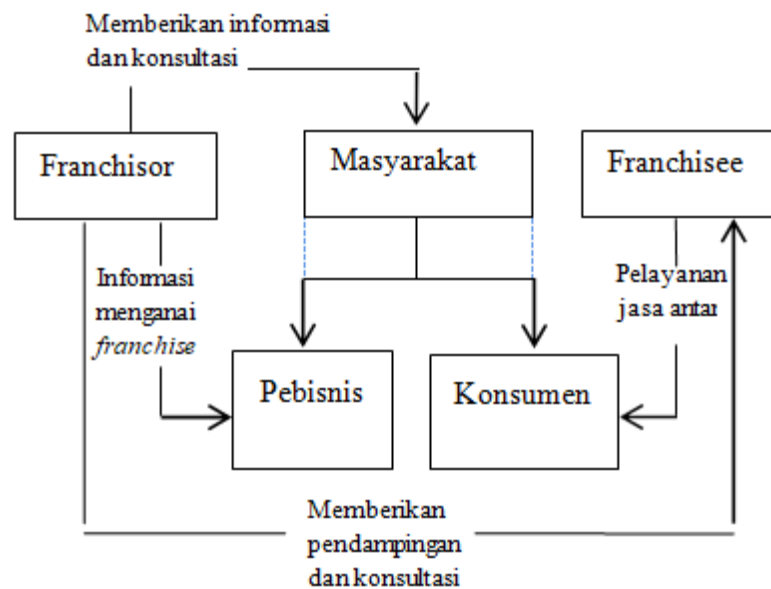 Memberikan informasi
dan konsultasi
Franchisor
Masyarakat
Franchisee
Informasi
menganai
franchise
Pelayanan
jasa antar
Pebisnis
Konsumen
Memberikan
pendampingan
dan konsultasi